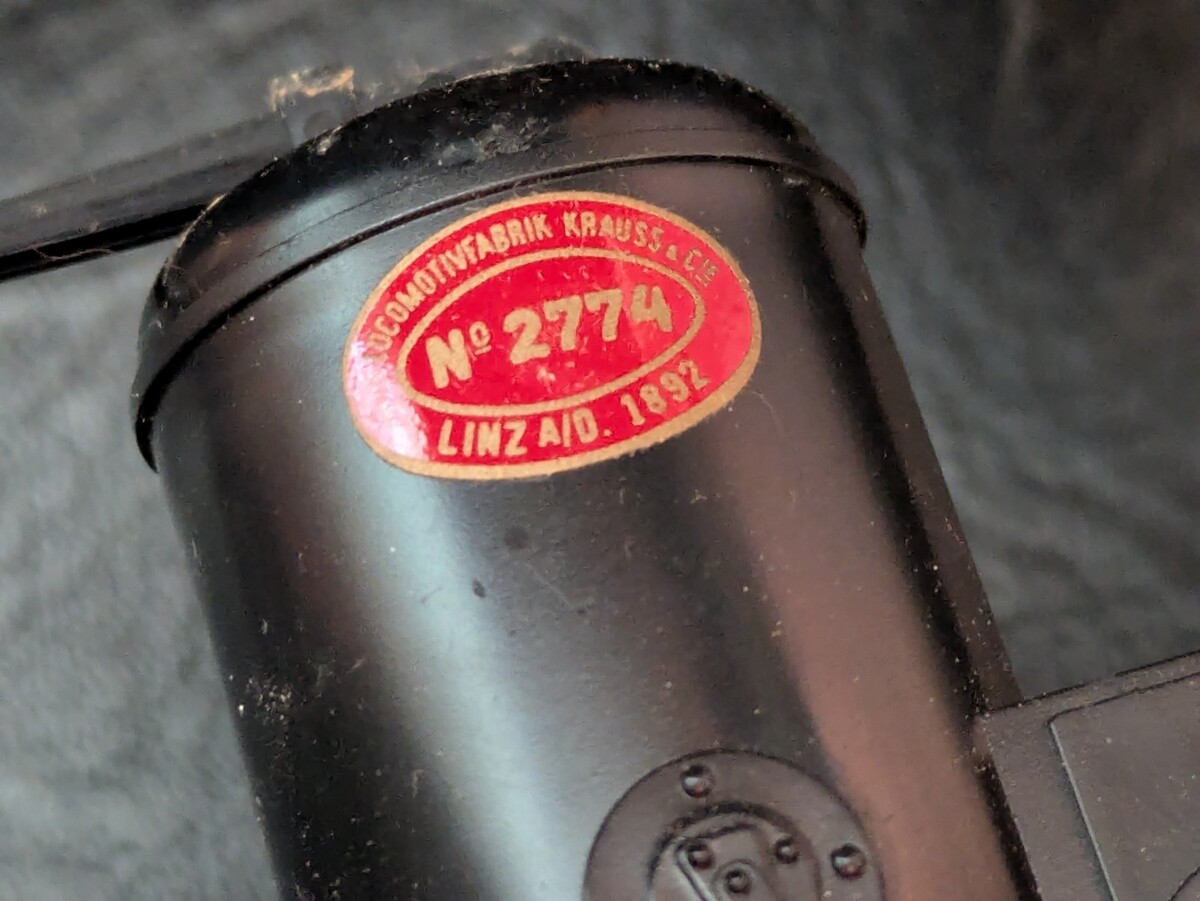 LOCOMOTIVFABRIK KRAUSS & CIE
No 2774
LINZ A/D. 1892